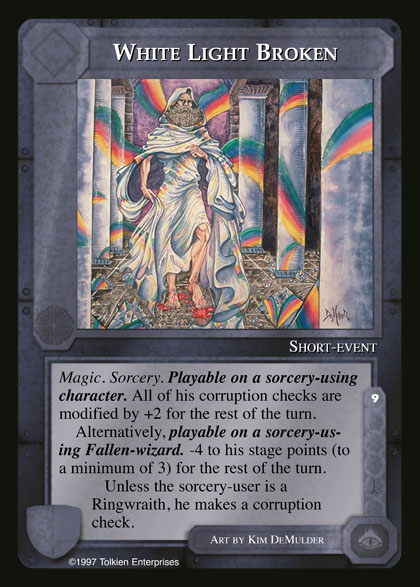 White Light Broken
DeMulder
Short-event
Magic. Sorcery. Playable on a sorcery-using
character. All of his corruption checks are
modified by +2 for the rest of the turn.
Alternatively, playable on a sorcery-us-
ing Fallen-wizard. -4 to his stage points (to
a minimum of 3) for the rest of the turn.
Unless the sorcery-user is a
Ringwraith, he makes a corruption
check.
9
Art by Kim DeMulder
©1997 Tolkien Enterprises